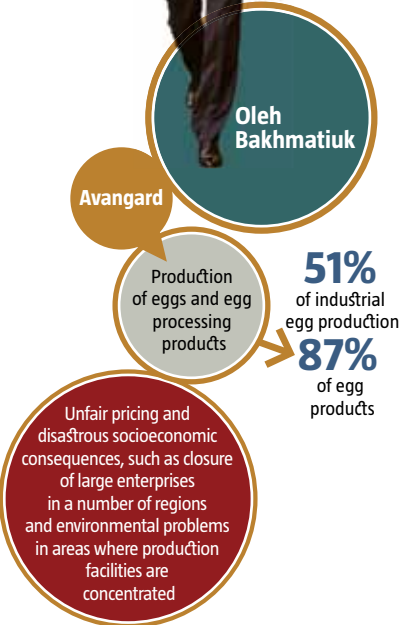 Oleh
Bakhmatiuk
Avangard
Production
of eggs and egg
processing
products
51%
of industrial
egg production
87%
of egg
products
Unfair pricing and
disastrous socioeconomic
consequences, such as closure
of large enterprises
in a number of regions
and environmental problems
in areas where production
facilities are
concentrated